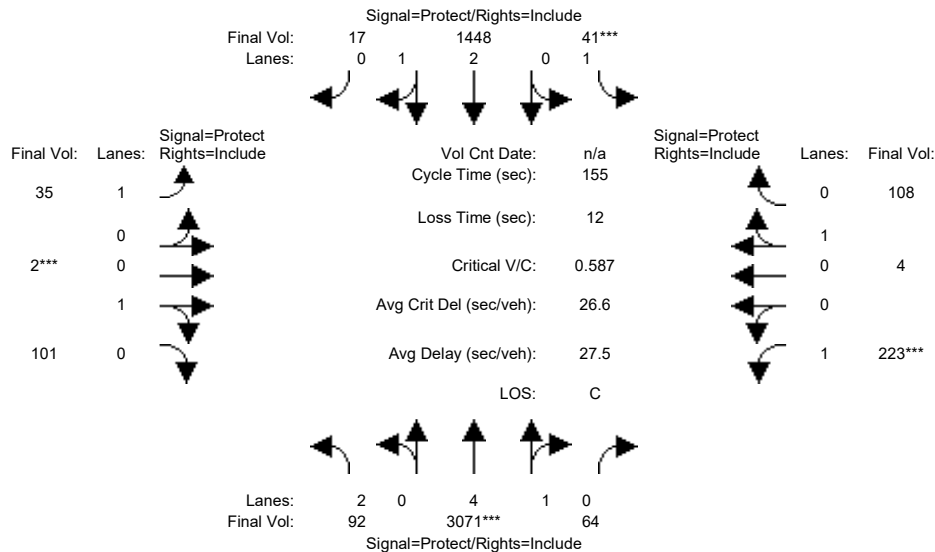 Signal=Protect/Rights=Include
Final Vol: 17 1448 41***
Lanes: 0 1 2 0 1
Signal=Protect
Final Vol: Lanes: Rights=Include
Vol Cnt Date: n/a
Signal=Protect
Rights=Include Lanes: Final Vol:
Cycle Time (sec): 155
35 1
0 108
Loss Time (sec): 12
0
1
2*** 0
Critical V/C: 0.587
0 4
1
Avg Crit Del (sec/veh): 26.6
0
101 0
Avg Delay (sec/veh): 27.5
1 223***
LOS: C
Lanes: 2 0 4 1 0
Final Vol: 92 3071*** 64
Signal=Protect/Rights=Include